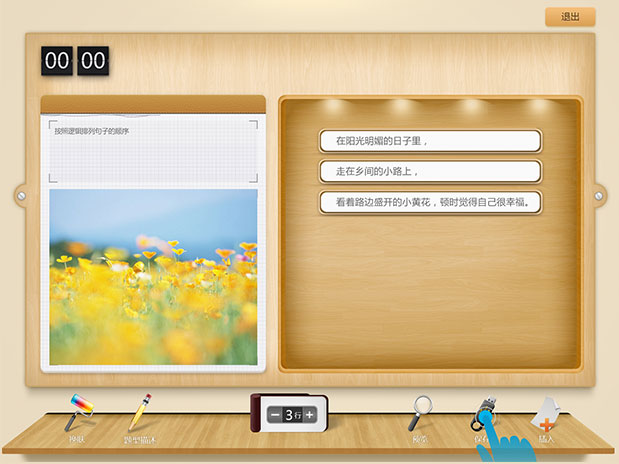 退出
00 00
按照逻辑排列句子的顺序
在阳光明媚的日子里，
走在乡间的小路上，
看着路边盛开的小黄花，顿时觉得自己很幸福。
3行
模版
题型描述
预览
保存
插入